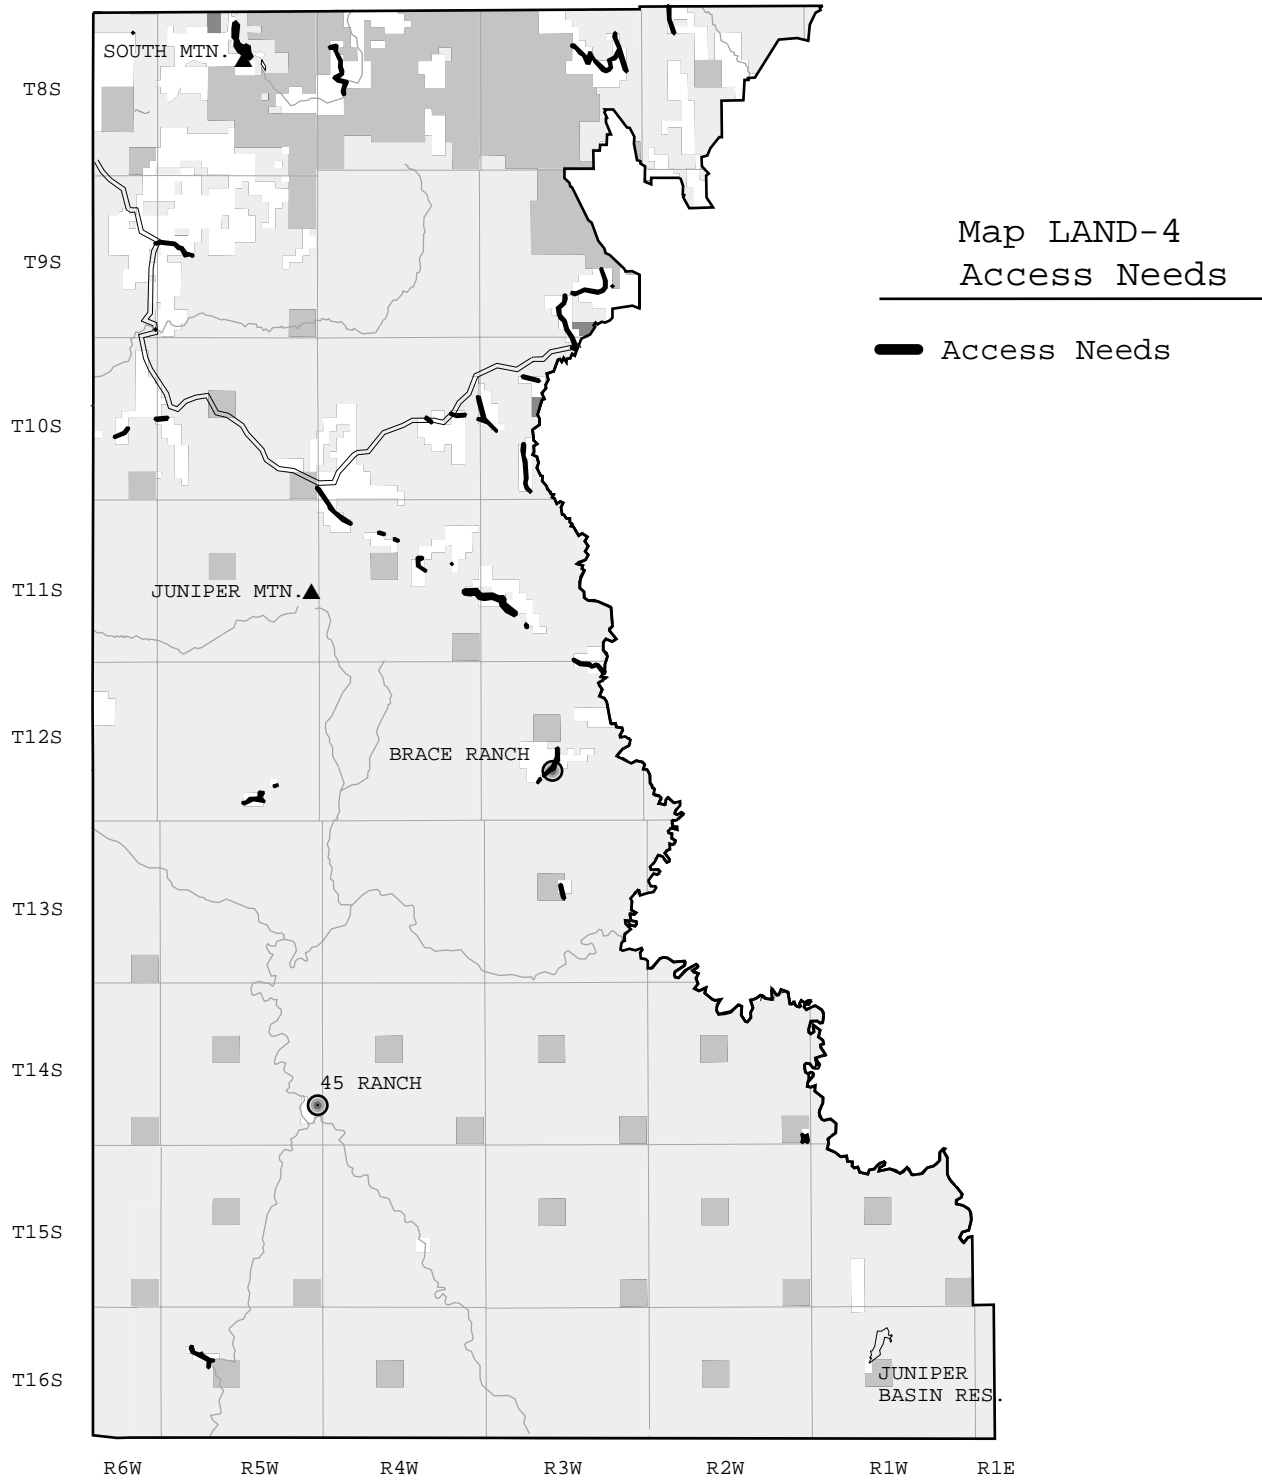 SOUTH MTN.
T8S
Map LAND-4
Access Needs
T9S
Access Needs
T10S
T11S
JUNIPER MTN.
T12S
BRACE RANCH
T13S
T14S
45 RANCH
T15S
T16S
JUNIPER
BASIN RES.
R6W R5W R4W R3W R2W R1W R1E